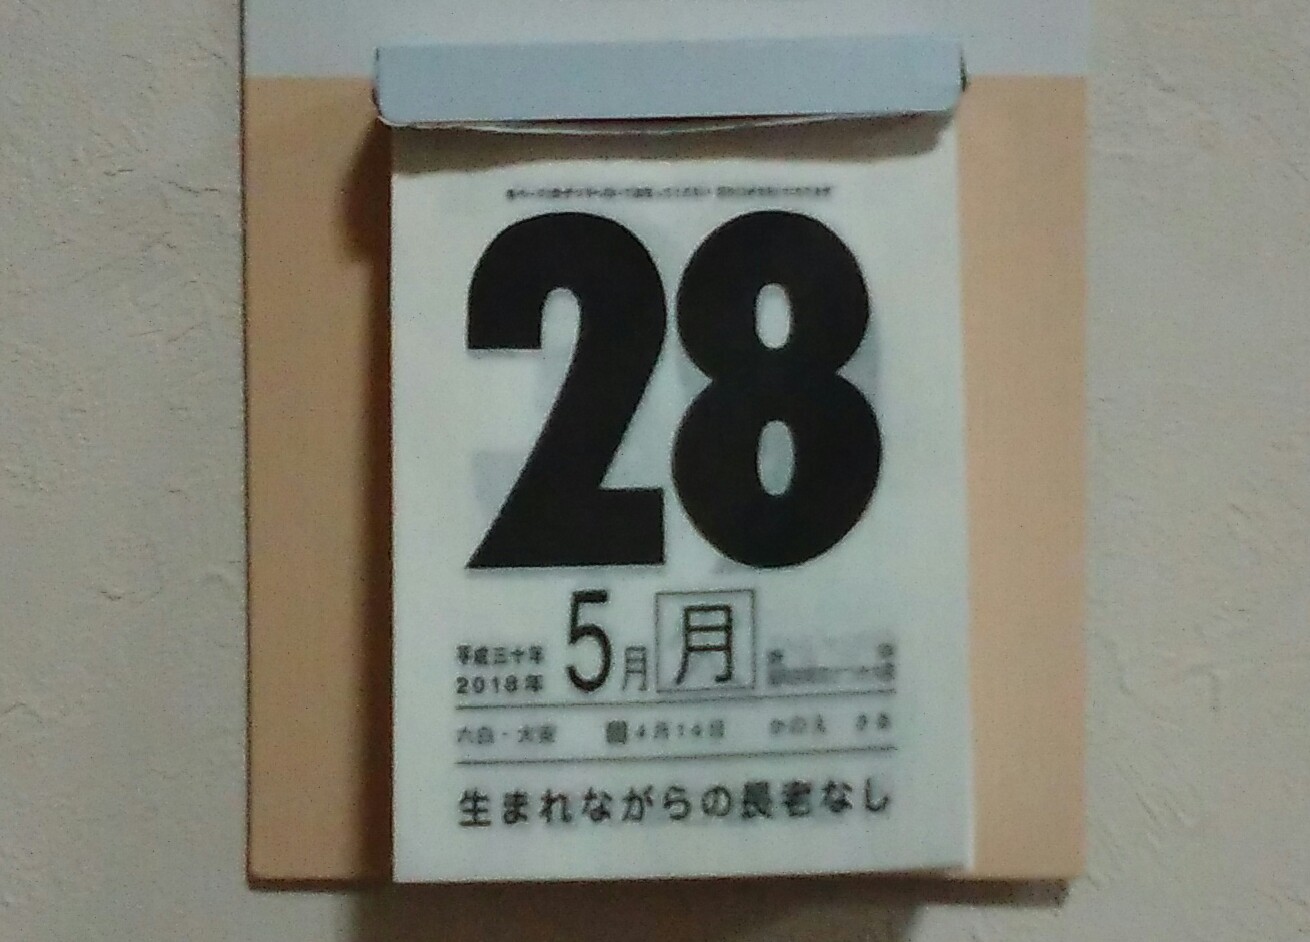 28
平成三十年 5月 月
2018年
六白・大安 旧4月14日 かのえ さる
生まれながらの長老なし